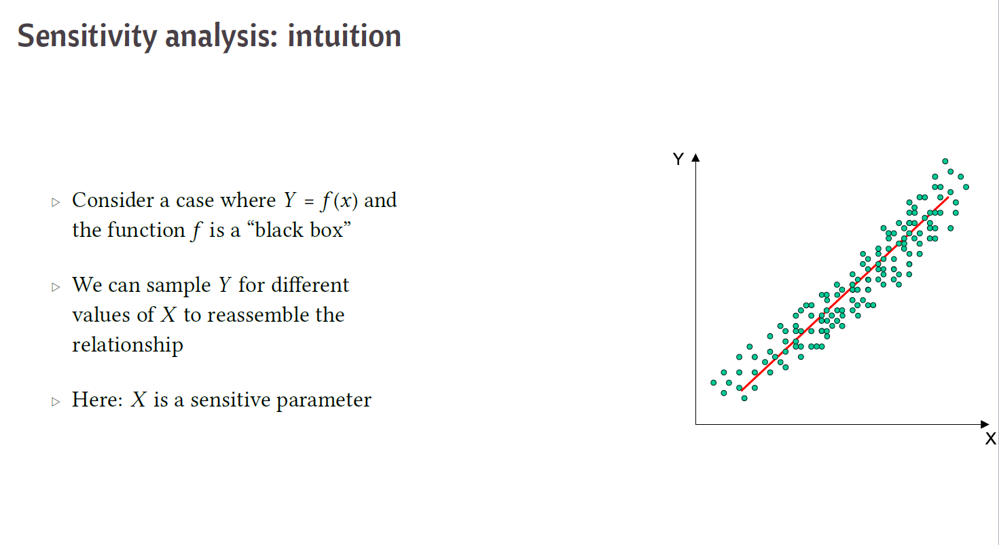 Sensitivity analysis: intuition
▷ Consider a case where Y = f(x) and
the function f is a “black box”
▷ We can sample Y for different
values of X to reassemble the
relationship
▷ Here: X is a sensitive parameter
Y
X